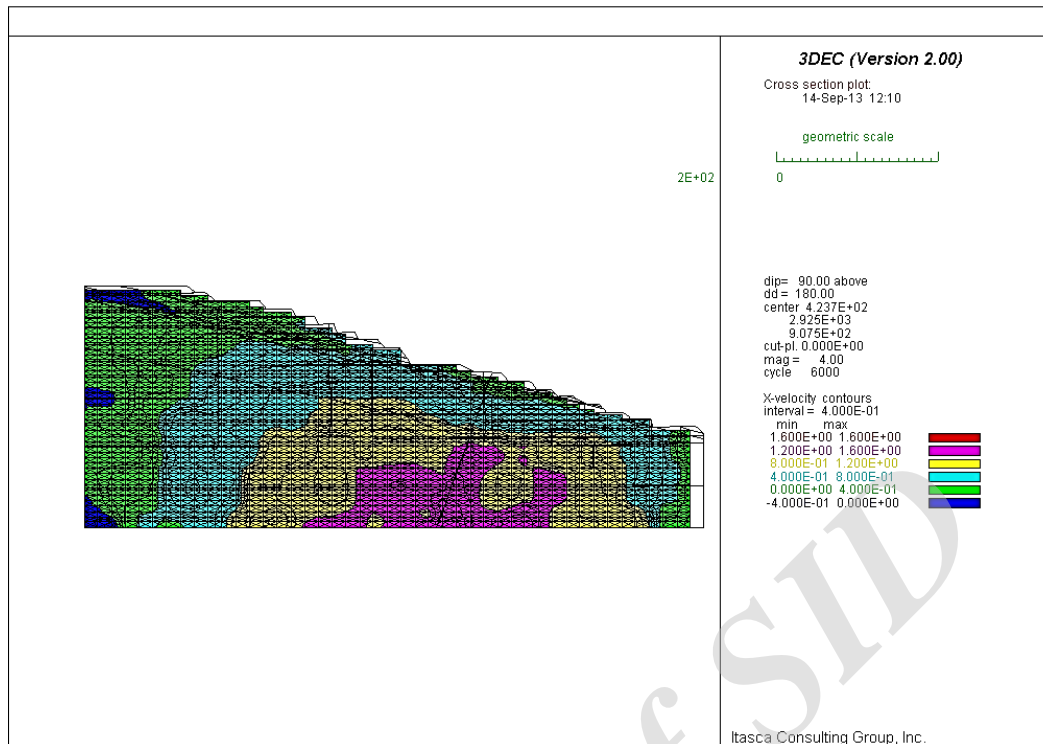 3DEC (Version 2.00)
Cross section plot:
14-Sep-13 12:10
geometric scale
2E+02
0
dip= 90.00 above
dd = 180.00
center 4.237E+02
2.925E+03
9.075E+02
cut-pl. 0.000E+00
mag = 4.00
cycle 6000
X-velocity contours
interval = 4.000E-01
min max
1.600E+00 1.600E+00
1.200E+00 1.600E+00
8.000E-01 1.200E+00
4.000E-01 8.000E-01
0.000E+00 4.000E-01
-4.000E-01 0.000E+00
f SID
Itasca Consulting Group, Inc.